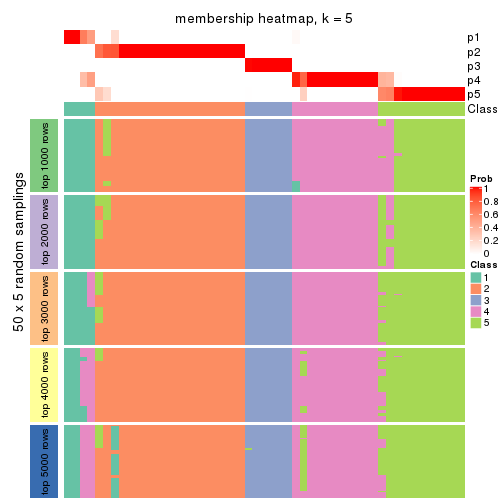 membership heatmap, k = 5
p1
p2
p3
p4
p5
Class
50 x 5 random samplings
top 1000 rows
top 2000 rows
top 3000 rows
top 4000 rows
top 5000 rows
Prob
1
0.8
0.6
0.4
0.2
0
Class
1
2
3
4
5